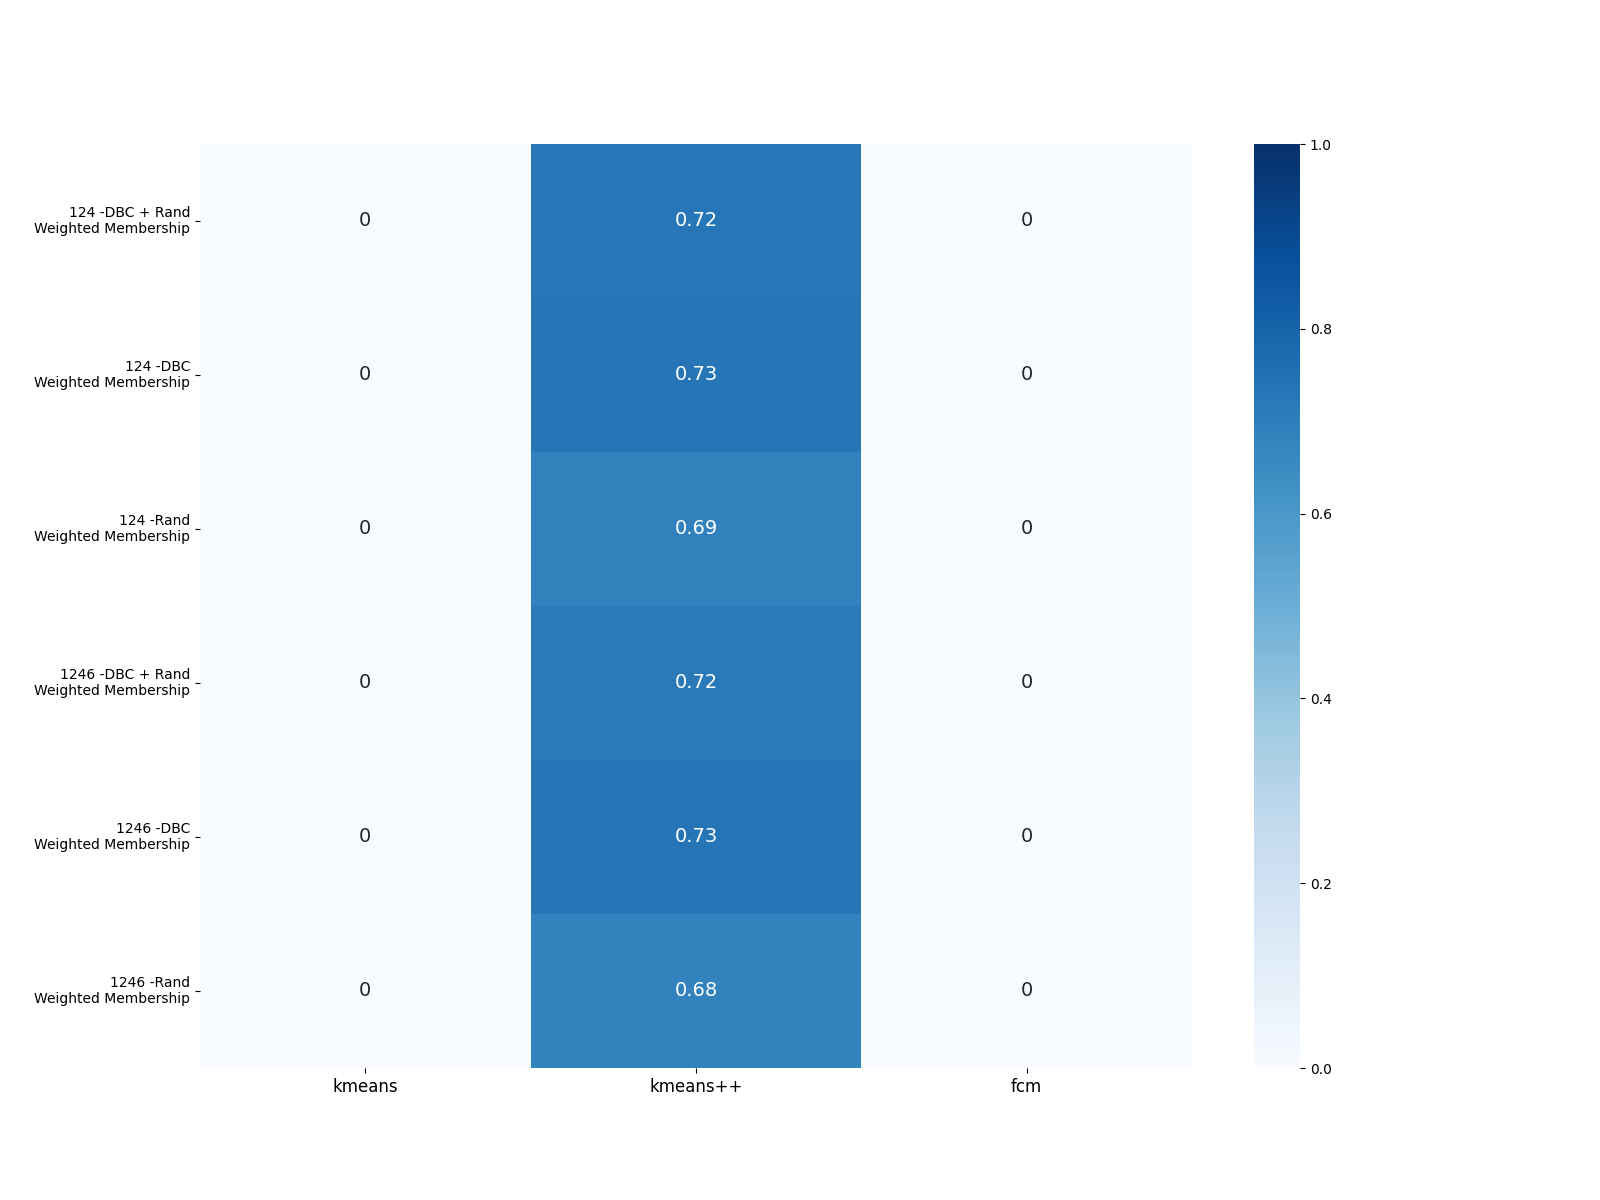 124 -DBC + Rand
Weighted Membership
0
0.72
0
124 -DBC
Weighted Membership
0
0.73
0
124 -Rand
Weighted Membership
0
0.69
0
1246 -DBC + Rand
Weighted Membership
0
0.72
0
1246 -DBC
Weighted Membership
0
0.73
0
1246 -Rand
Weighted Membership
0
0.68
0
kmeans
kmeans++
fcm
1.0
0.8
0.6
0.4
0.2
0.0